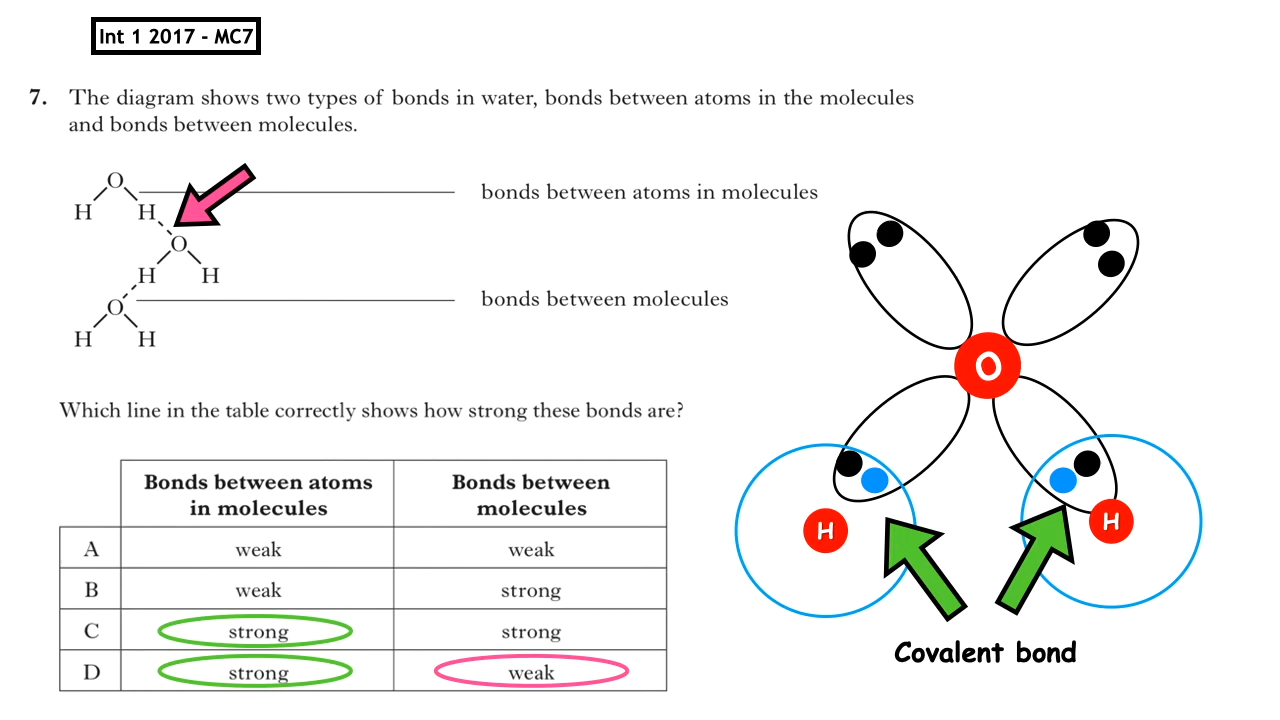 Int 1 2017 - MC7
7. The diagram shows two types of bonds in water, bonds between atoms in the molecules
and bonds between molecules.
O
H H
bonds between atoms in molecules
O
H H
O
H H
bonds between molecules
Which line in the table correctly shows how strong these bonds are?
Bonds between atoms
in molecules
Bonds between
molecules
A weak weak
B weak strong
C strong strong
D strong weak
O
H
H
Covalent bond